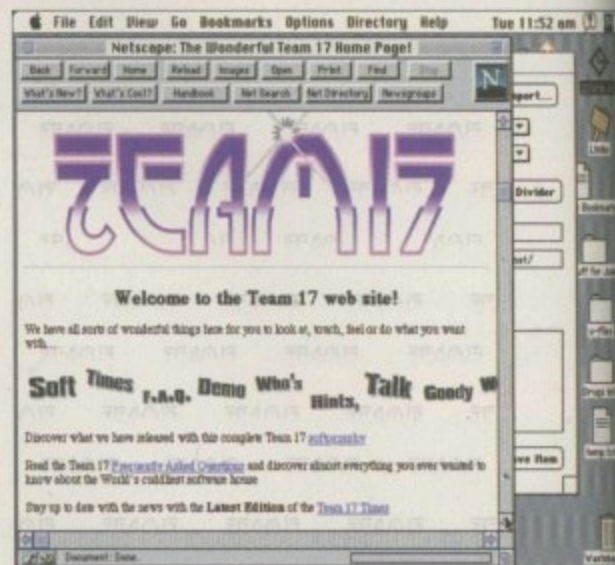 File Edit View Go Bookmarks Options Directory Help Tue 11:52 am
Netscape: The Wonderful Team 17 Home Page!
Back Forward Home Reload Images Open Print Find Stop
What's New? What's Cool? Handbook Net Search Net Directory Newsgroups
N
port...
Divider
net/
ove Item
TEAM17
Welcome to the Team 17 web site!
We have all sorts of wonderful things here for you to look at, touch, feel or do what you want
with...
Soft Times F.A.Q. Demo Who's Hints, Talk Goody W
Discover what we have released with this complete Team 17 softography
Read the Team 17 Frequently Asked Questions and discover almost everything you ever wanted to
know about the World's cuddliest software house
Stay up to date with the news with the Latest Edition of the Team 17 Times
Document: Done.